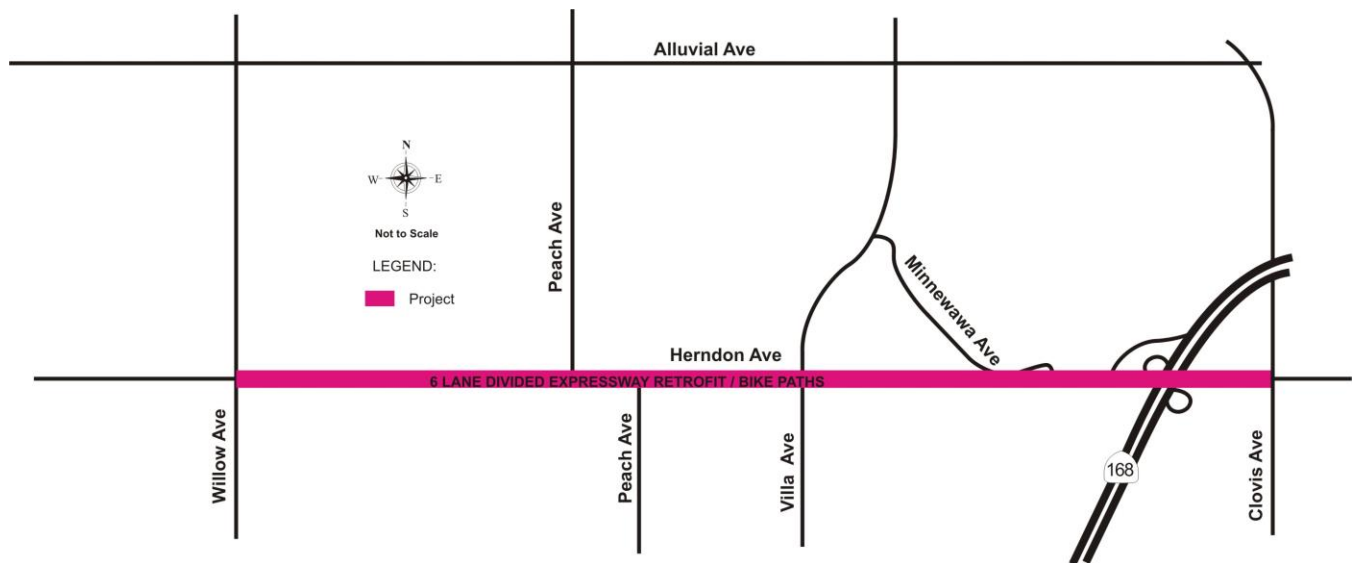 Alluvial Ave
N
W
E
S
Not to Scale
LEGEND:
Project
Peach Ave
Minnewawa Ave
Herndon Ave
6 LANE DIVIDED EXPRESSWAY RETROFIT / BIKE PATHS
Willow Ave
Peach Ave
Villa Ave
168
Clovis Ave